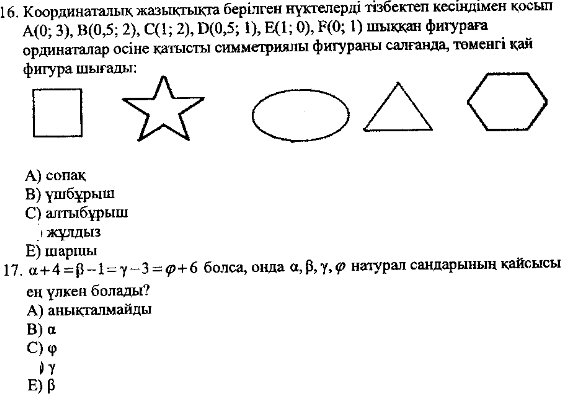 16. Координаталық жазықтықта берілген нүктелерді тізбектеп кесіндімен қосып
A(0; 3), B(0,5; 2), C(1; 2), D(0,5; 1), E(1; 0), F(0; 1) шыққан фигураға
ординаталар осіне қатысты симметриялы фигураны салғанда, төменгі қай
фигура шығады:
A) сопақ
B) үшбұрыш
C) алтыбұрыш
) жұлдыз
E) шаршы
17. α+4=β−1=γ−3=φ+6 болса, онда α, β, γ, φ натурал сандарының қайсысы
ең үлкен болады?
A) анықталмайды
B) α
C) φ
) γ
E) β